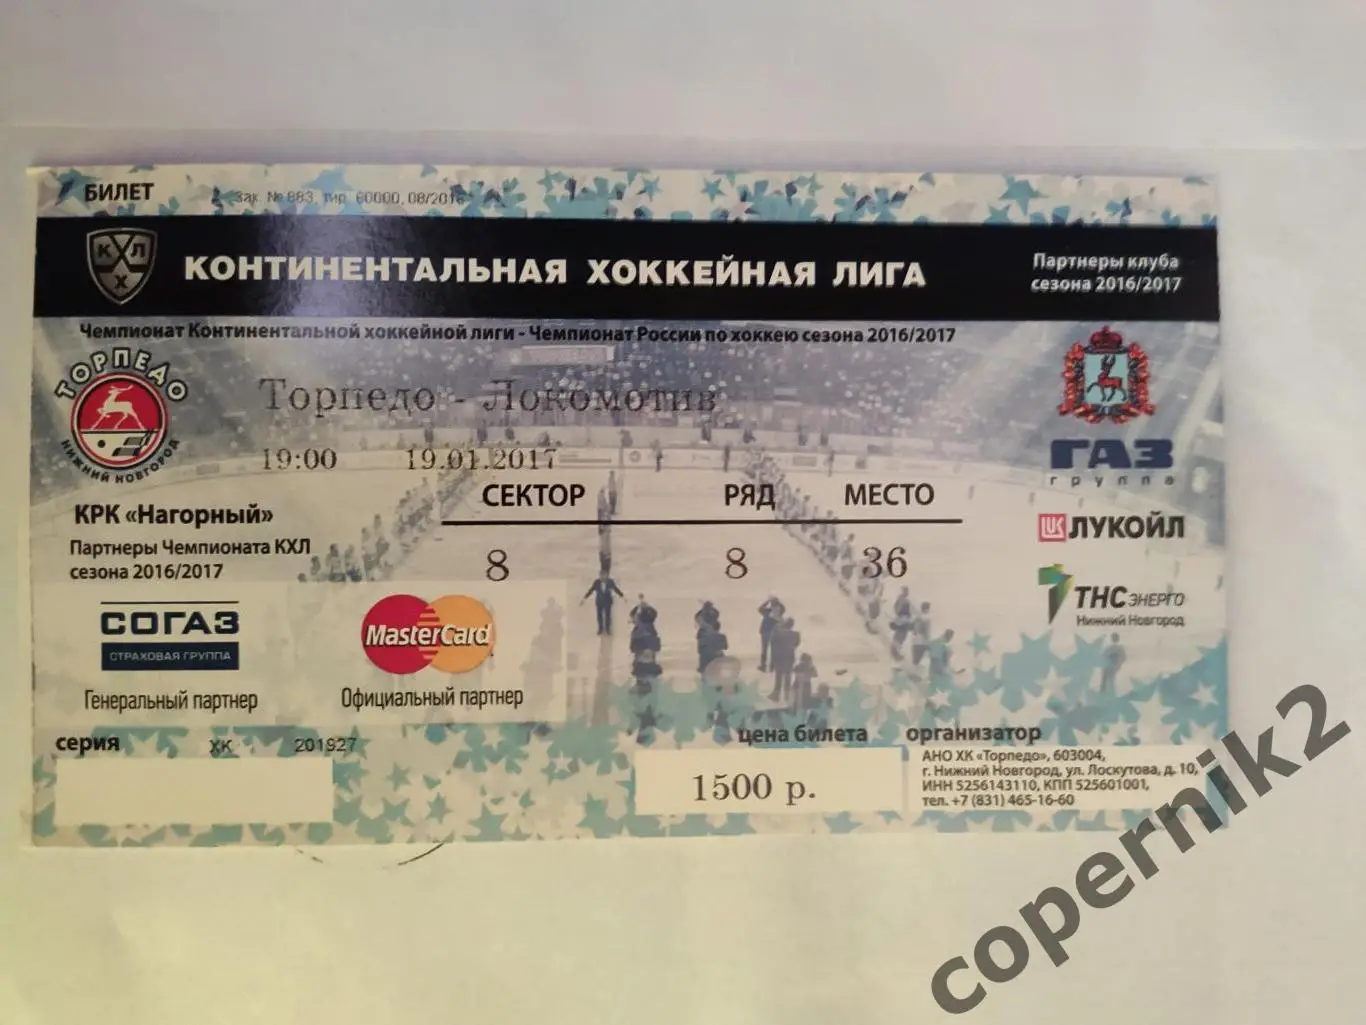 БИЛЕТ
Зак. № 883, тир. 60000, 08/2016
КХЛ
КОНТИНЕНТАЛЬНАЯ ХОККЕЙНАЯ ЛИГА
Партнеры клуба
сезона 2016/2017
Чемпионат Континентальной хоккейной лиги - Чемпионат России по хоккею сезона 2016/2017
ТОРПЕДО
НИЖНИЙ НОВГОРОД
Торпедо - Локомотив
19:00 19.01.2017
СЕКТОР РЯД МЕСТО
8 8 36
КРК «Нагорный»
Партнеры Чемпионата КХЛ
сезона 2016/2017
СОГАЗ
СТРАХОВАЯ ГРУППА
Генеральный партнер
MasterCard
Официальный партнер
ГАЗ
группа
ЛУКОЙЛ
ТНС энерго
Нижний Новгород
серия ХК 201927
цена билета
1500 р.
организатор
АНО ХК «Торпедо», 603004,
г. Нижний Новгород, ул. Лоскутова, д. 10,
ИНН 5256143110, КПП 525601001,
тел. +7 (831) 465-16-60
copernik2